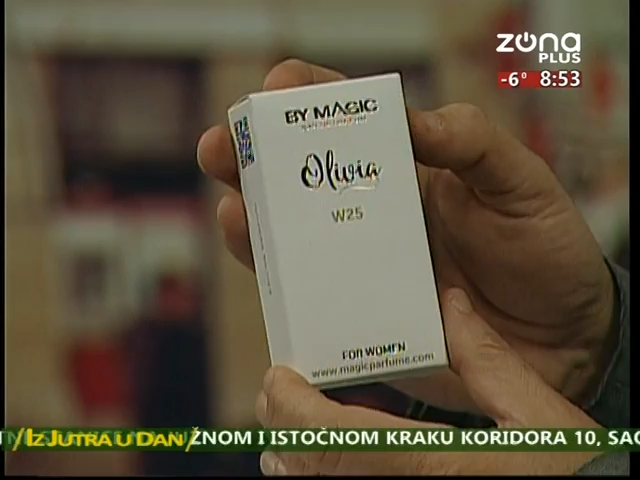 zona
PLUS
-6° 8:53
BY MAGIC
Olivia
W25
FOR WOMEN
www.magicparfume.com
IZ JUTRA U DAN
ŽNOM I ISTOČNOM KRAKU KORIDORA 10, SAO